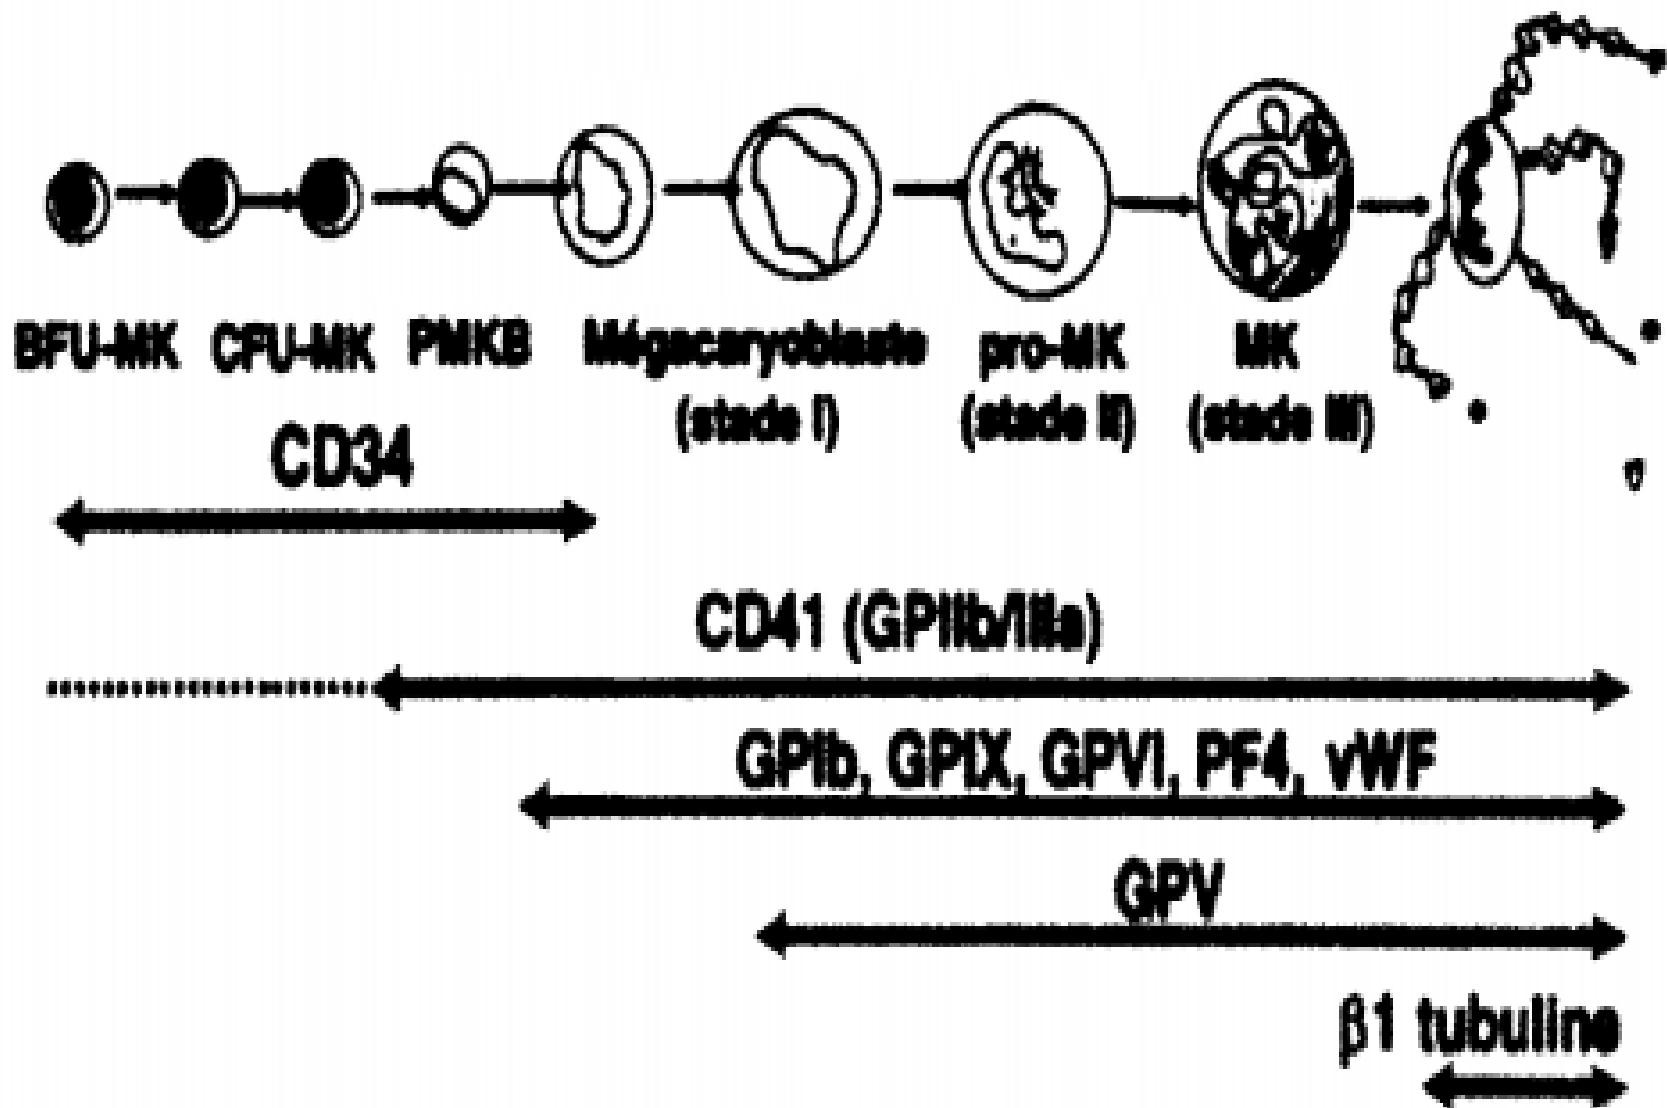 BFU-MK CFU-MK PMKB Mégacaryoblaste pro-MK MK
(stade I) (stade II) (stade III)
CD34
CD41 (GPIIb/IIIa)
GPIb, GPIX, GPVI, PF4, vWF
GPV
β1 tubuline